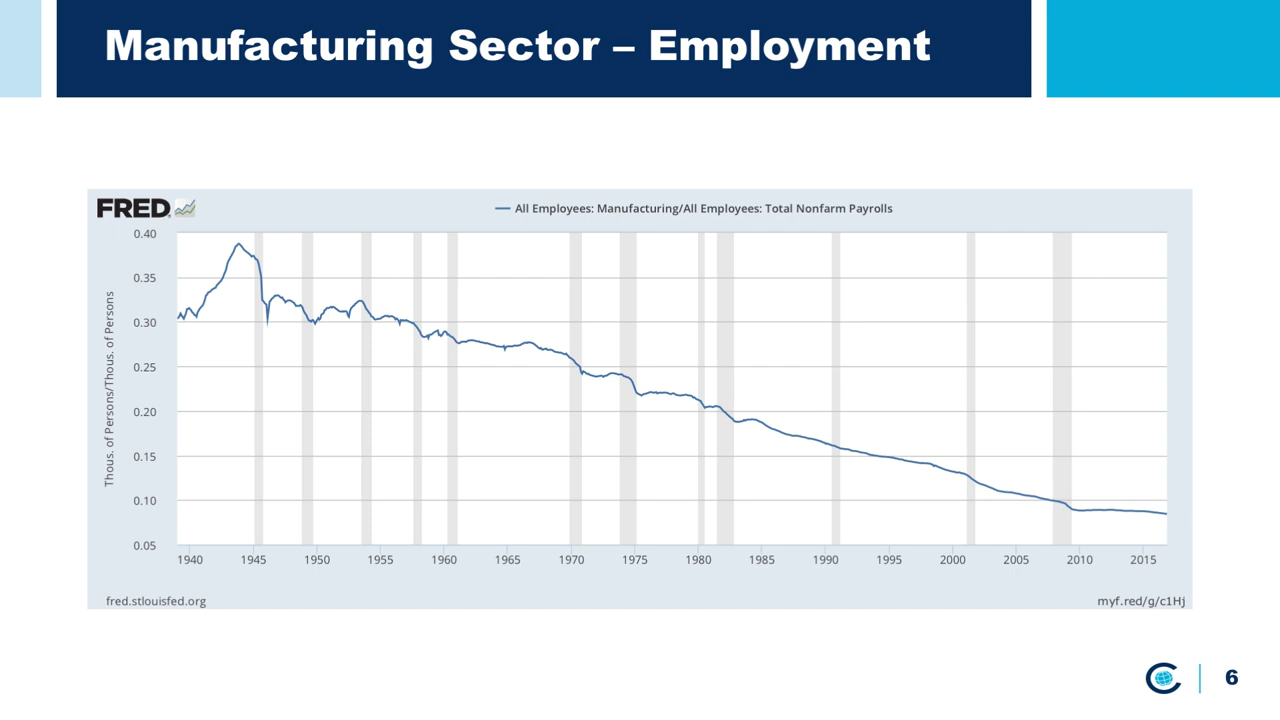 Manufacturing Sector – Employment
FRED
All Employees: Manufacturing/All Employees: Total Nonfarm Payrolls
0.40
0.35
0.30
0.25
0.20
0.15
0.10
0.05
Thous. of Persons/Thous. of Persons
1940 1945 1950 1955 1960 1965 1970 1975 1980 1985 1990 1995 2000 2005 2010 2015
fred.stlouisfed.org
myf.red/g/c1Hj
6